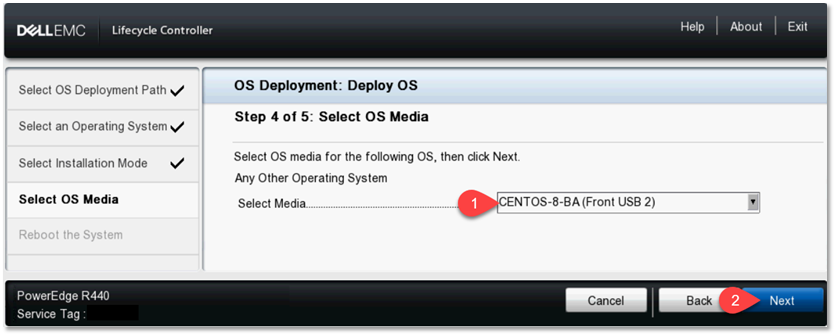 DELLEMC Lifecycle Controller Help About Exit
Select OS Deployment Path
Select an Operating System
Select Installation Mode
Select OS Media
Reboot the System
OS Deployment: Deploy OS
Step 4 of 5: Select OS Media
Select OS media for the following OS, then click Next.
Any Other Operating System
Select Media........................................................ 1 CENTOS-8-BA (Front USB 2)
PowerEdge R440
Service Tag :
Cancel Back 2 Next